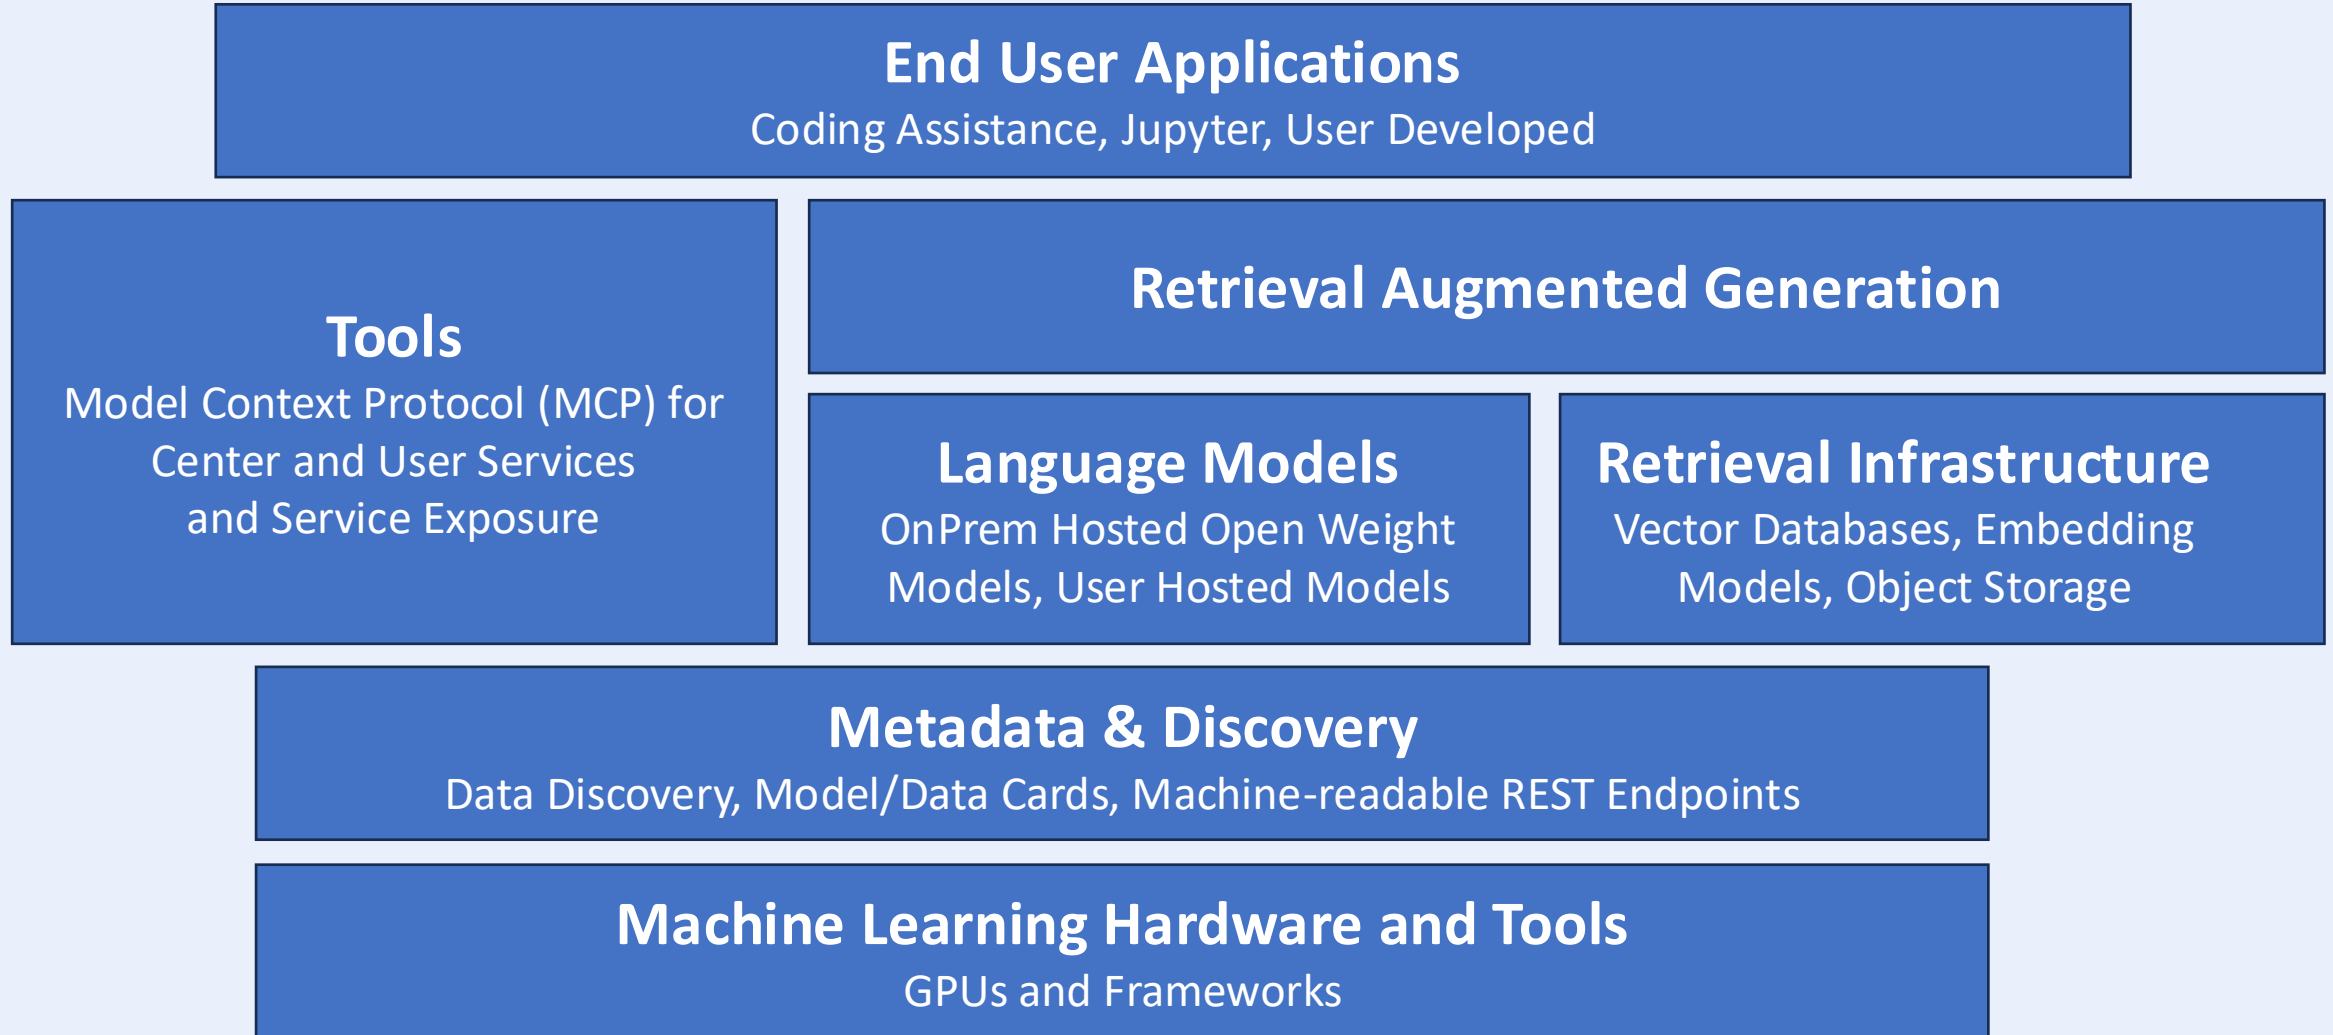 End User Applications
Coding Assistance, Jupyter, User Developed
Tools
Model Context Protocol (MCP) for
Center and User Services
and Service Exposure
Retrieval Augmented Generation
Language Models
OnPrem Hosted Open Weight
Models, User Hosted Models
Retrieval Infrastructure
Vector Databases, Embedding
Models, Object Storage
Metadata & Discovery
Data Discovery, Model/Data Cards, Machine-readable REST Endpoints
Machine Learning Hardware and Tools
GPUs and Frameworks